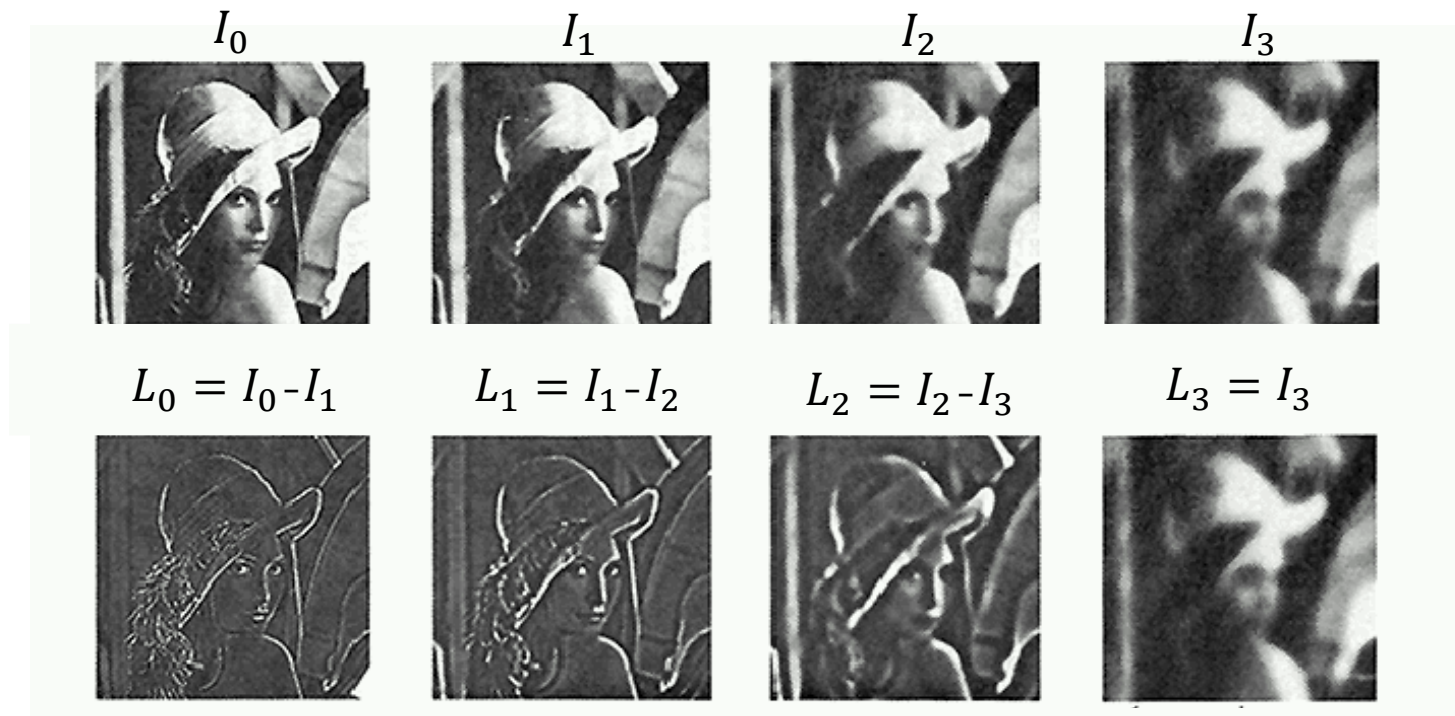 I₀ I₁ I₂ I₃
L₀ = I₀-I₁ L₁ = I₁-I₂ L₂ = I₂-I₃ L₃ = I₃